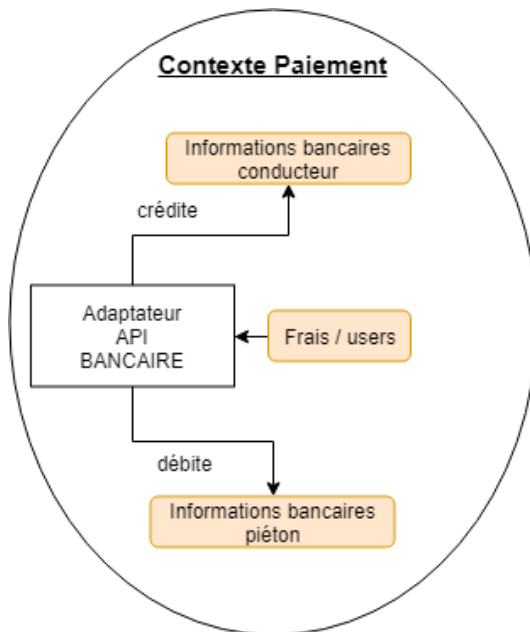 Contexte Paiement
Informations bancaires
conducteur
crédite
Adaptateur
API
BANCAIRE
Frais / users
débite
Informations bancaires
piéton